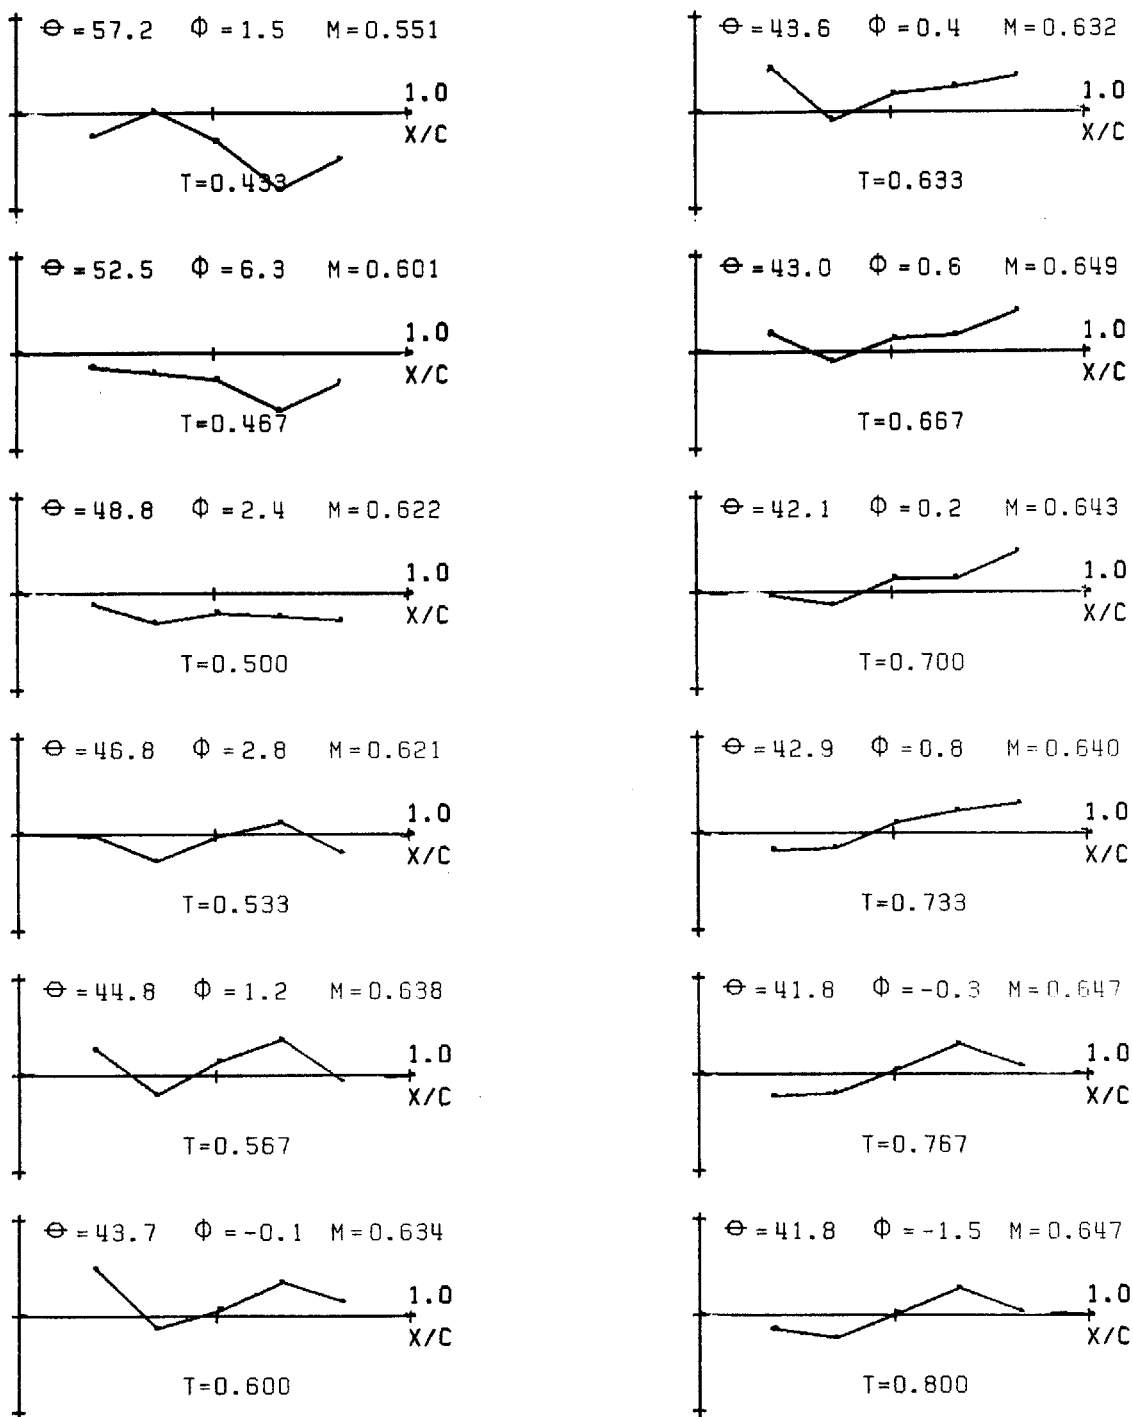 Θ=57.2 Φ=1.5 M=0.551
1.0
X/C
T=0.433
Θ=52.5 Φ=6.3 M=0.601
1.0
X/C
T=0.467
Θ=48.8 Φ=2.4 M=0.622
1.0
X/C
T=0.500
Θ=46.8 Φ=2.8 M=0.621
1.0
X/C
T=0.533
Θ=44.8 Φ=1.2 M=0.638
1.0
X/C
T=0.567
Θ=43.7 Φ=-0.1 M=0.634
1.0
X/C
T=0.600
Θ=43.6 Φ=0.4 M=0.632
1.0
X/C
T=0.633
Θ=43.0 Φ=0.6 M=0.649
1.0
X/C
T=0.667
Θ=42.1 Φ=0.2 M=0.643
1.0
X/C
T=0.700
Θ=42.9 Φ=0.8 M=0.640
1.0
X/C
T=0.733
Θ=41.8 Φ=-0.3 M=0.647
1.0
X/C
T=0.767
Θ=41.8 Φ=-1.5 M=0.647
1.0
X/C
T=0.800